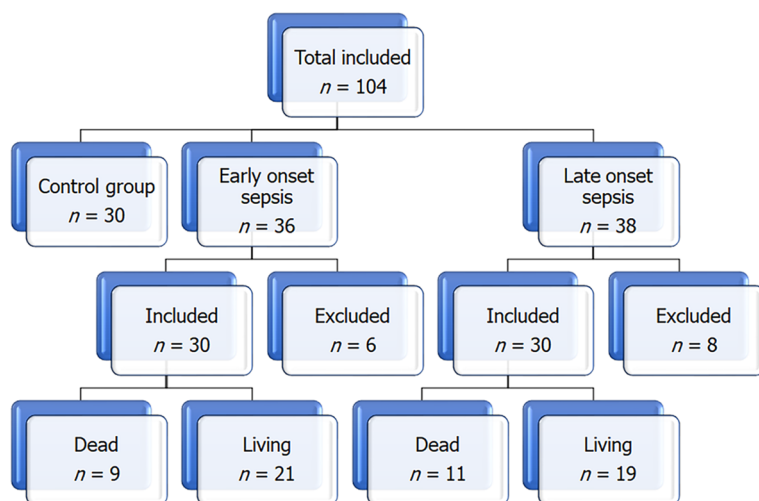 Total included
n = 104
Control group
n = 30
Early onset
sepsis
n = 36
Late onset
sepsis
n = 38
Included
n = 30
Excluded
n = 6
Included
n = 30
Excluded
n = 8
Dead
n = 9
Living
n = 21
Dead
n = 11
Living
n = 19